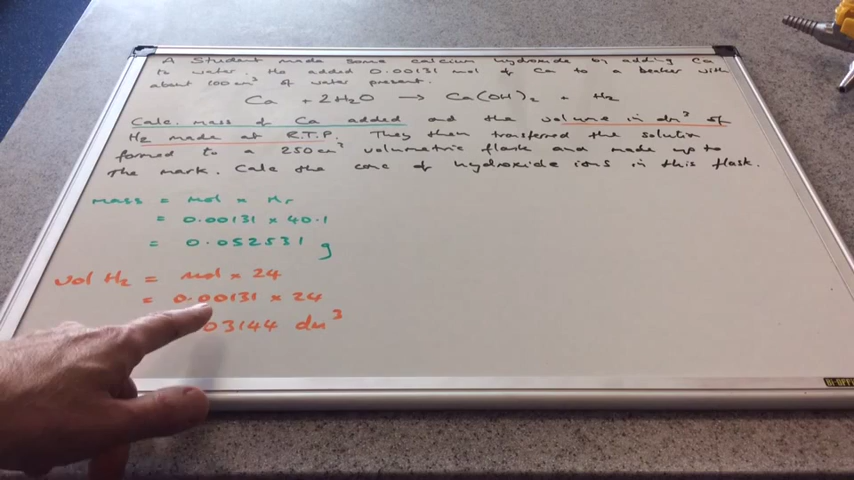 A Student made some calcium hydroxide by adding Ca
to water. He added 0.00131 mol of Ca to a beaker with
about 100cm³ of water present.
Ca + 2H₂O → Ca(OH)₂ + H₂
Calc. mass of Ca added and the volume in dm³ of
H₂ made at R.T.P. They then transferred the solution
formed to a 250cm³ volumetric flask and made up to
the mark. Calc the conc of hydroxide ions in this flask.
mass = mol × Mr
= 0.00131 × 40.1
= 0.052531 g
vol H₂ = mol × 24
= 0.00131 × 24
03144 dm³
Bi-OFFI